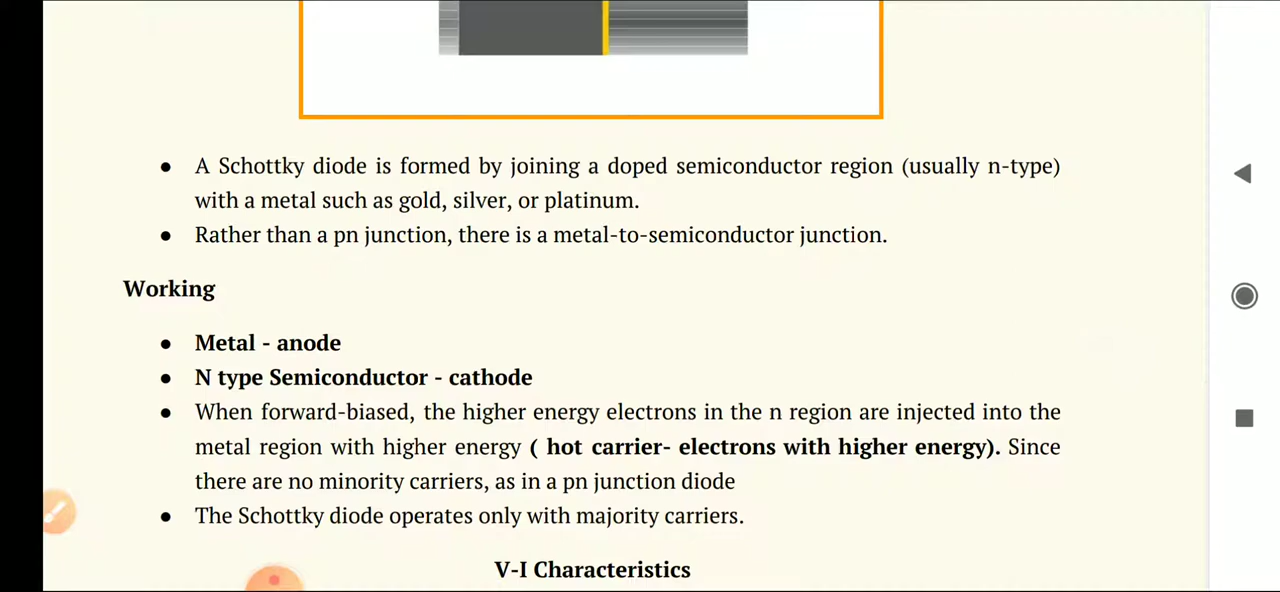 ● A Schottky diode is formed by joining a doped semiconductor region (usually n-type)
with a metal such as gold, silver, or platinum.
● Rather than a pn junction, there is a metal-to-semiconductor junction.
Working
● Metal - anode
● N type Semiconductor - cathode
● When forward-biased, the higher energy electrons in the n region are injected into the
metal region with higher energy ( hot carrier- electrons with higher energy). Since
there are no minority carriers, as in a pn junction diode
● The Schottky diode operates only with majority carriers.
V-I Characteristics